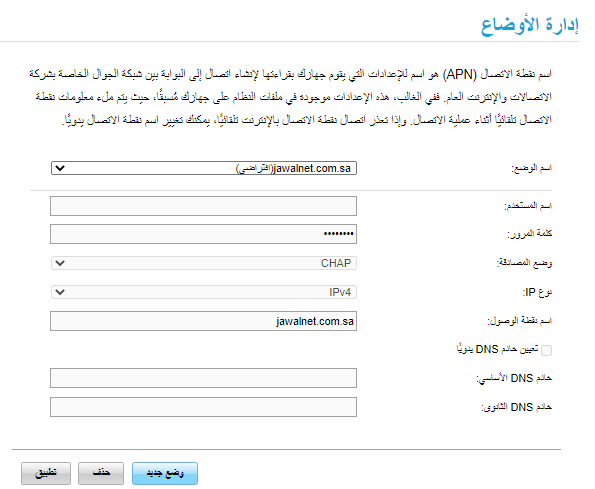 إدارة الأوضاع
اسم نقطة الاتصال (APN) هو اسم للإعدادات التي يقوم جهازك بقراءتها لإنشاء اتصال إلى البوابة بين شبكة الجوال الخاصة بشركة
الاتصالات والإنترنت العام. ففي الغالب، هذه الإعدادات موجوده في ملفات النظام على جهازك مُسبقًا، حيث يتم ملء معلومات نقطة
الاتصال تلقائيًا أثناء عملية الاتصال. وإذا تعذر اتصال نقطة الاتصال بالإنترنت تلقائيًا، يمكنك تغيير اسم نقطة الاتصال يدويًا.
اسم الوضع: jawalnet.com.sa(افتراضي)
اسم المستخدم:
كلمة المرور: ••••••••
وضع المصادقة: CHAP
نوع IP: IPv4
اسم نقطة الوصول: jawalnet.com.sa
تعيين خادم DNS يدويًا
خادم DNS الأساسي:
خادم DNS الثانوى:
وضع جديد حذف تطبيق